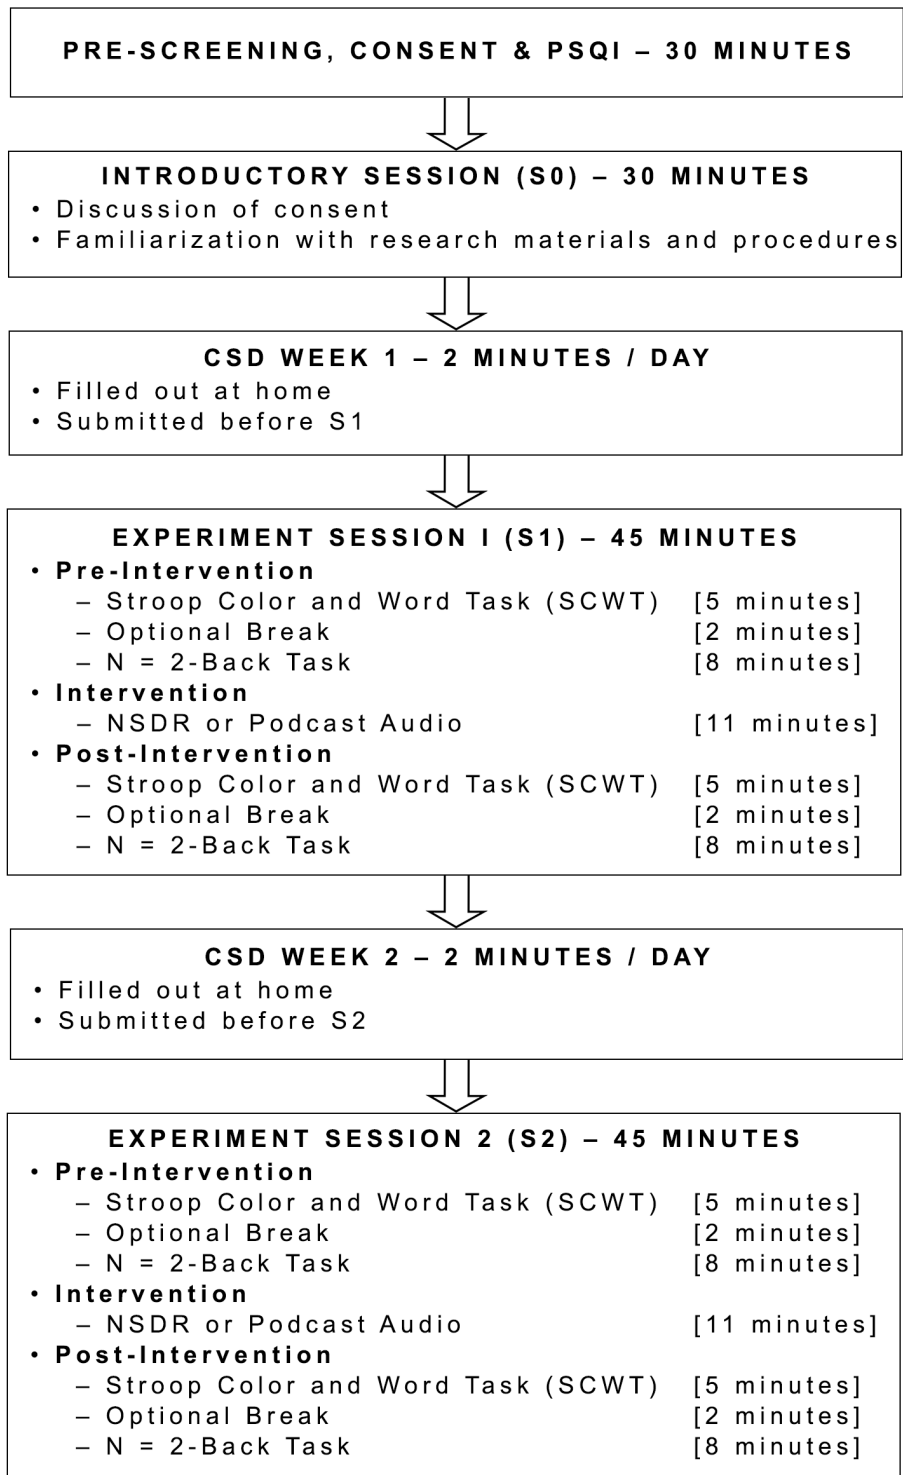 PRE-SCREENING, CONSENT & PSQI – 30 MINUTES
INTRODUCTORY SESSION (S0) – 30 MINUTES
• Discussion of consent
• Familiarization with research materials and procedures
CSD WEEK 1 – 2 MINUTES / DAY
• Filled out at home
• Submitted before S1
EXPERIMENT SESSION I (S1) – 45 MINUTES
• Pre-Intervention
– Stroop Color and Word Task (SCWT) [5 minutes]
– Optional Break [2 minutes]
– N = 2-Back Task [8 minutes]
• Intervention
– NSDR or Podcast Audio [11 minutes]
• Post-Intervention
– Stroop Color and Word Task (SCWT) [5 minutes]
– Optional Break [2 minutes]
– N = 2-Back Task [8 minutes]
CSD WEEK 2 – 2 MINUTES / DAY
• Filled out at home
• Submitted before S2
EXPERIMENT SESSION 2 (S2) – 45 MINUTES
• Pre-Intervention
– Stroop Color and Word Task (SCWT) [5 minutes]
– Optional Break [2 minutes]
– N = 2-Back Task [8 minutes]
• Intervention
– NSDR or Podcast Audio [11 minutes]
• Post-Intervention
– Stroop Color and Word Task (SCWT) [5 minutes]
– Optional Break [2 minutes]
– N = 2-Back Task [8 minutes]